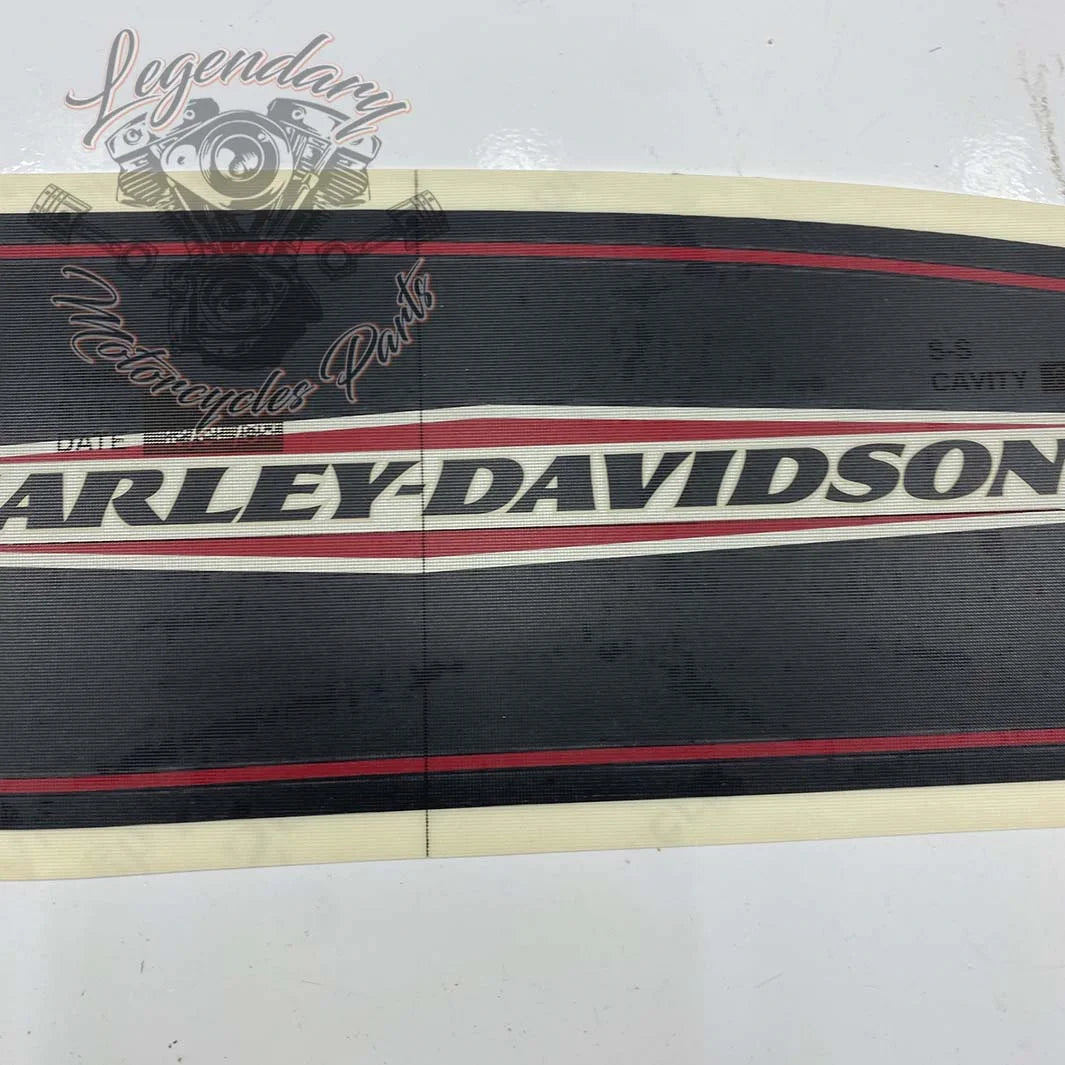 Legendary
Motorcycles Parts
S-S
CAVITY
DATE
ARLEY-DAVIDSON